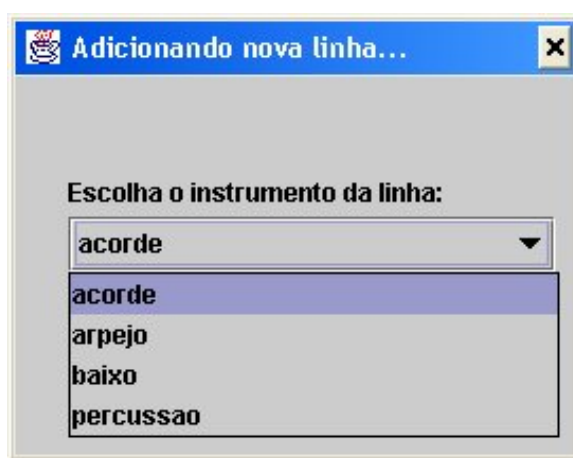 Adicionando nova linha...
Escolha o instrumento da linha:
acorde
acorde
arpejo
baixo
percussao